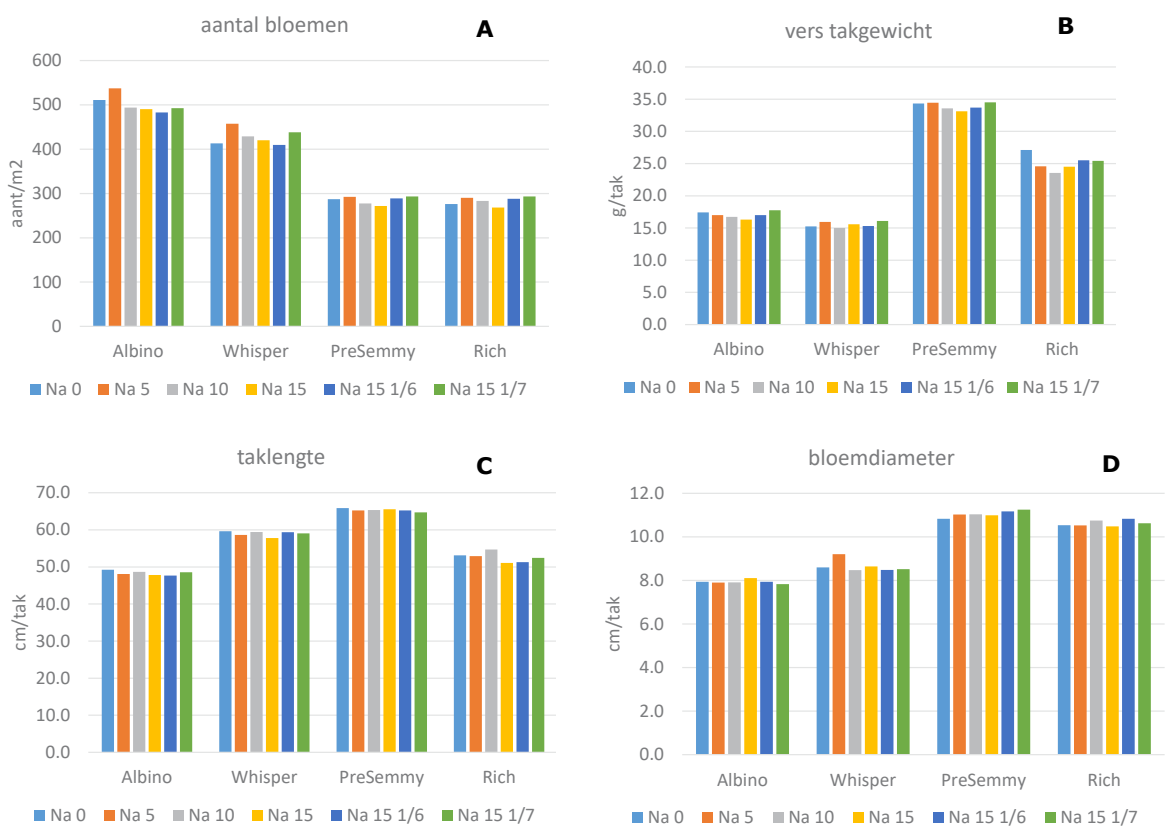 aantal bloemen
A
600
500
400
300
200
100
0
aant/m2
Albino Whisper PreSemmy Rich
Na 0 Na 5 Na 10 Na 15 Na 15 1/6 Na 15 1/7
vers takgewicht
B
40.0
35.0
30.0
25.0
20.0
15.0
10.0
5.0
0.0
g/tak
Albino Whisper PreSemmy Rich
Na 0 Na 5 Na 10 Na 15 Na 15 1/6 Na 15 1/7
taklengte
C
70.0
60.0
50.0
40.0
30.0
20.0
10.0
0.0
cm/tak
Albino Whisper PreSemmy Rich
Na 0 Na 5 Na 10 Na 15 Na 15 1/6 Na 15 1/7
bloemdiameter
D
12.0
10.0
8.0
6.0
4.0
2.0
0.0
cm/tak
Albino Whisper PreSemmy Rich
Na 0 Na 5 Na 10 Na 15 Na 15 1/6 Na 15 1/7